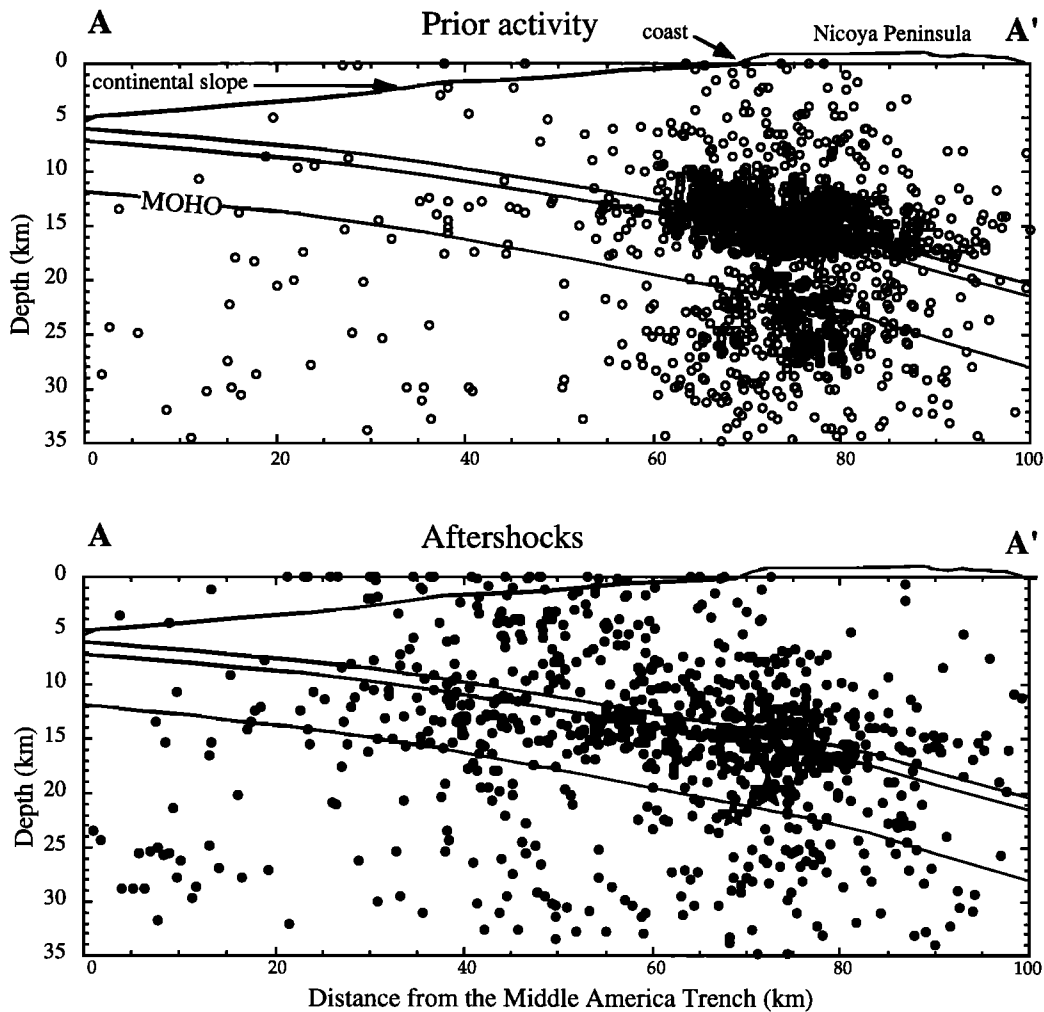 A Prior activity A'
coast Nicoya Peninsula
continental slope
MOHO
Depth (km)
0
5
10
15
20
25
30
35
0 20 40 60 80 100
A Aftershocks A'
Depth (km)
0
5
10
15
20
25
30
35
0 20 40 60 80 100
Distance from the Middle America Trench (km)